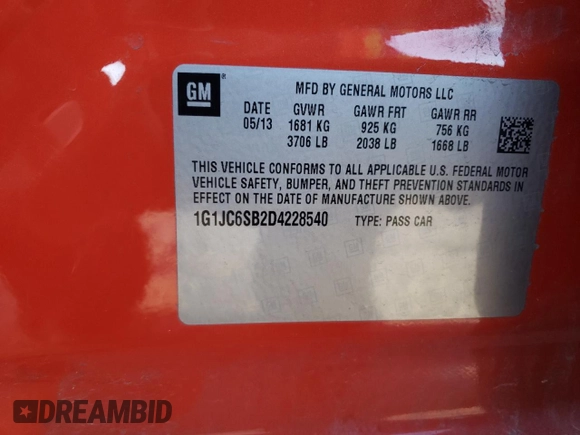 GM
MFD BY GENERAL MOTORS LLC
DATE GVWR GAWR FRT GAWR RR
05/13 1681 KG 925 KG 756 KG
3706 LB 2038 LB 1668 LB
THIS VEHICLE CONFORMS TO ALL APPLICABLE U.S. FEDERAL MOTOR
VEHICLE SAFETY, BUMPER, AND THEFT PREVENTION STANDARDS IN
EFFECT ON THE DATE OF MANUFACTURE SHOWN ABOVE.
1G1JC6SB2D4228540 TYPE: PASS CAR
DREAMBID